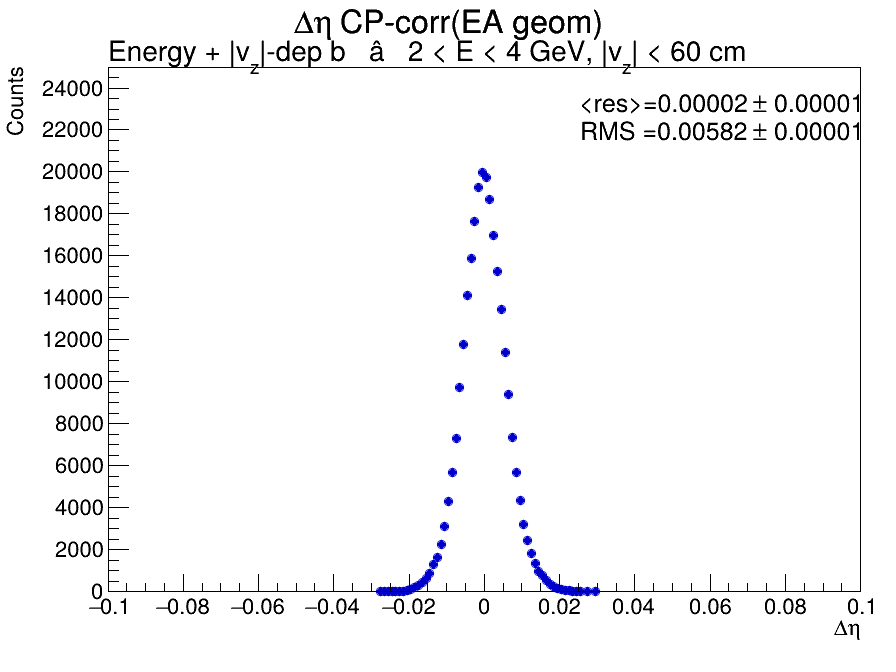 Δη CP-corr(EA geom)
Energy + |v_z|-dep b â 2 < E < 4 GeV, |v_z| < 60 cm
Counts
<res>=0.00002 ± 0.00001
RMS =0.00582 ± 0.00001
24000
22000
20000
18000
16000
14000
12000
10000
8000
6000
4000
2000
0
−0.1 −0.08 −0.06 −0.04 −0.02 0 0.02 0.04 0.06 0.08 0.1
Δη